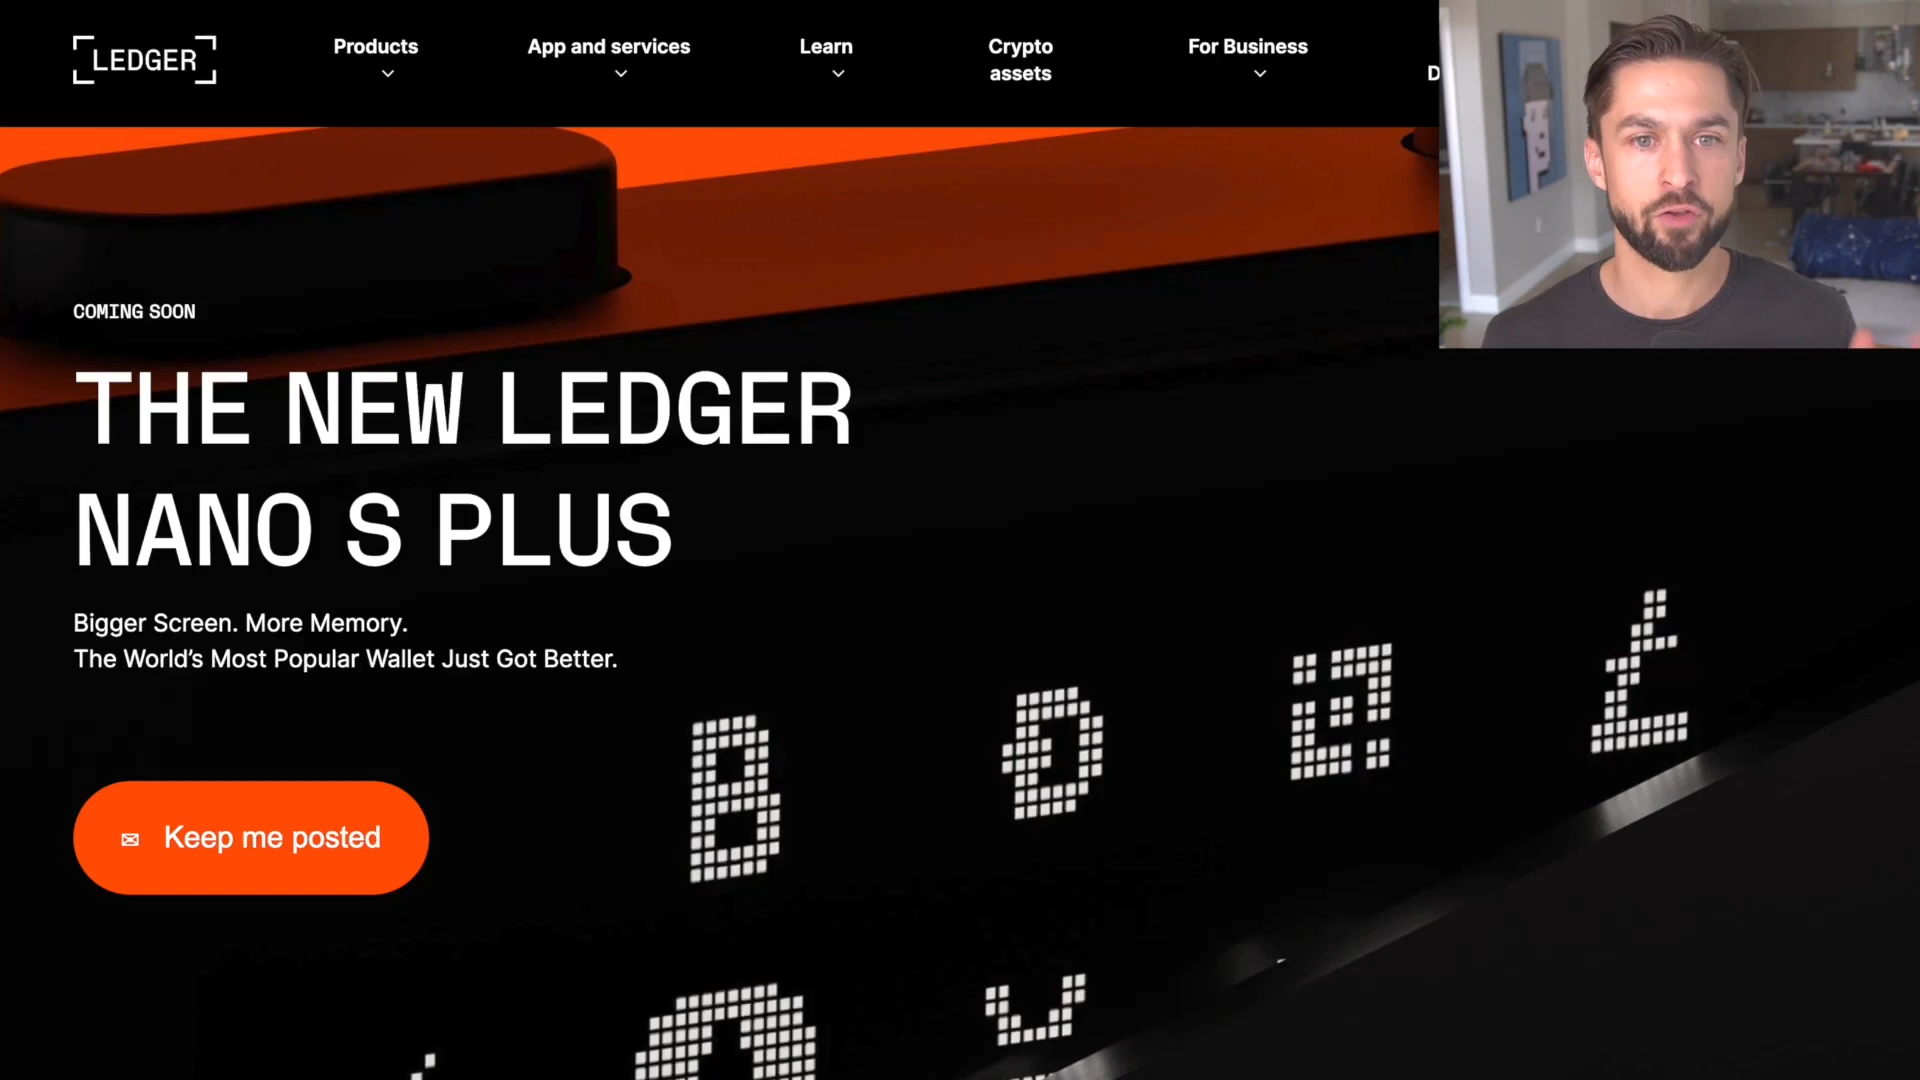 LEDGER
Products
App and services
Learn
Crypto
assets
For Business
D
COMING SOON
THE NEW LEDGER
NANO S PLUS
Bigger Screen. More Memory.
The World's Most Popular Wallet Just Got Better.
Keep me posted